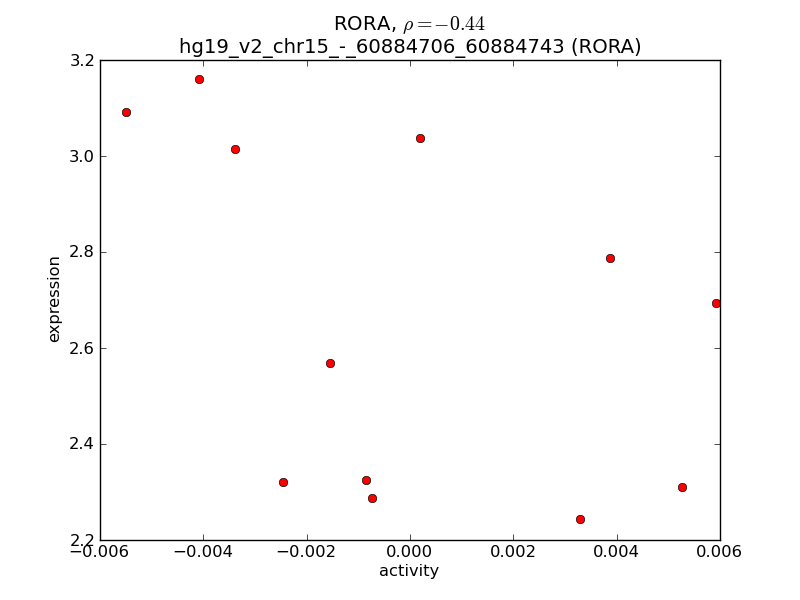 RORA, ρ=−0.44
hg19_v2_chr15_-_60884706_60884743 (RORA)
3.2
3.0
2.8
2.6
2.4
2.2
expression
−0.006 −0.004 −0.002 0.000 0.002 0.004 0.006
activity